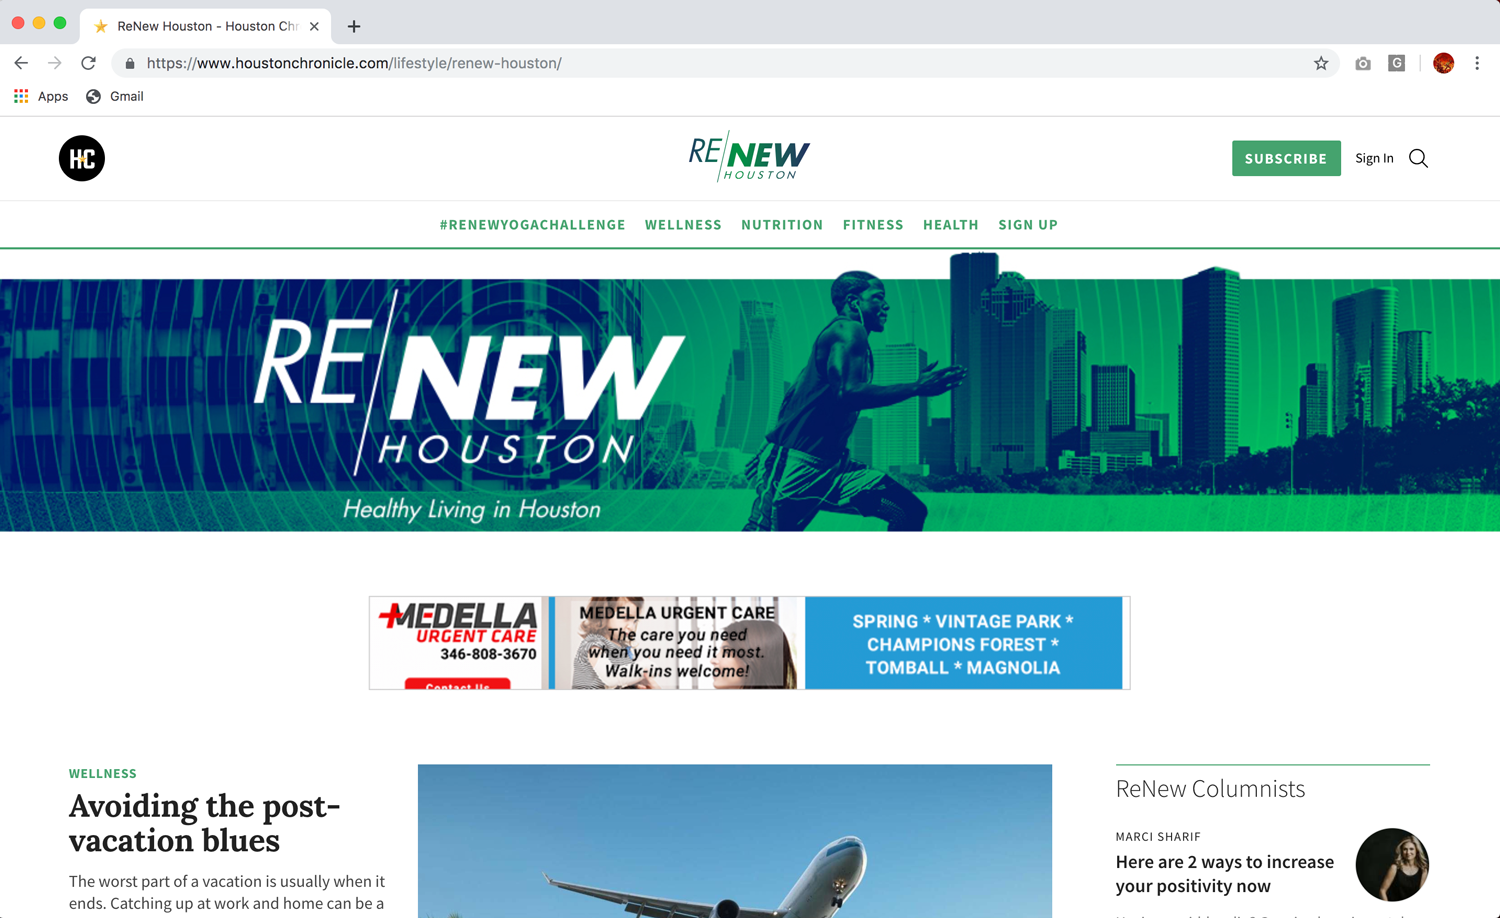 ReNew Houston - Houston Chr
https://www.houstonchronicle.com/lifestyle/renew-houston/
G
Apps
Gmail
HC
RE/NEW
HOUSTON
SUBSCRIBE
Sign In
#RENEWYOGACHALLENGE
WELLNESS
NUTRITION
FITNESS
HEALTH
SIGN UP
RE/NEW
HOUSTON
Healthy Living in Houston
MEDELLA
URGENT CARE
346-808-3670
Contact Us
MEDELLA URGENT CARE
The care you need
when you need it most.
Walk-ins welcome!
SPRING * VINTAGE PARK *
CHAMPIONS FOREST *
TOMBALL * MAGNOLIA
WELLNESS
Avoiding the post-
vacation blues
The worst part of a vacation is usually when it
ends. Catching up at work and home can be a
ReNew Columnists
MARCI SHARIF
Here are 2 ways to increase
your positivity now